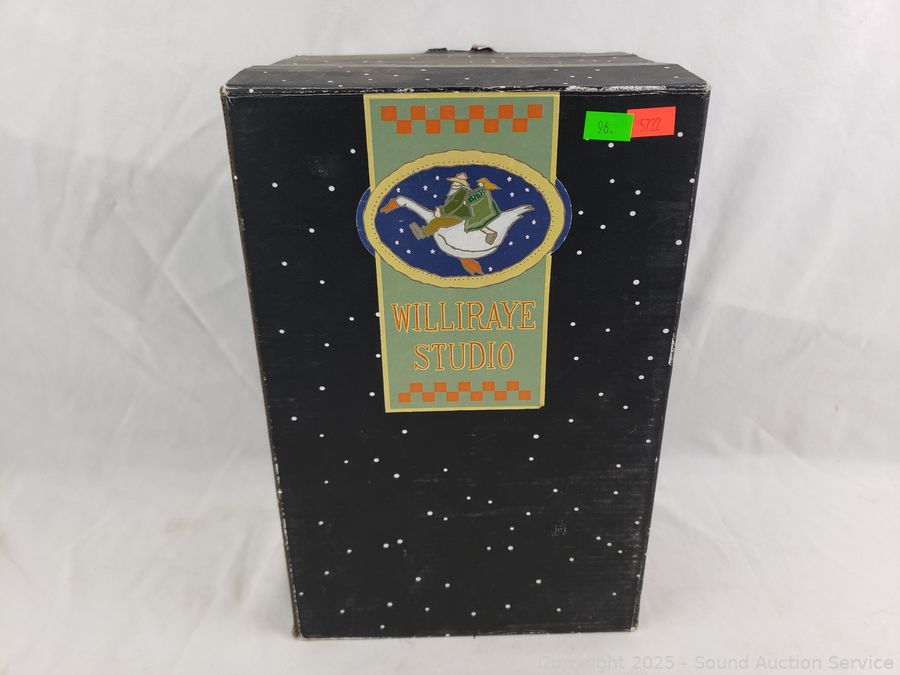 96. 5722
WILLIRAYE
STUDIO
Copyright 2025 - Sound Auction Service